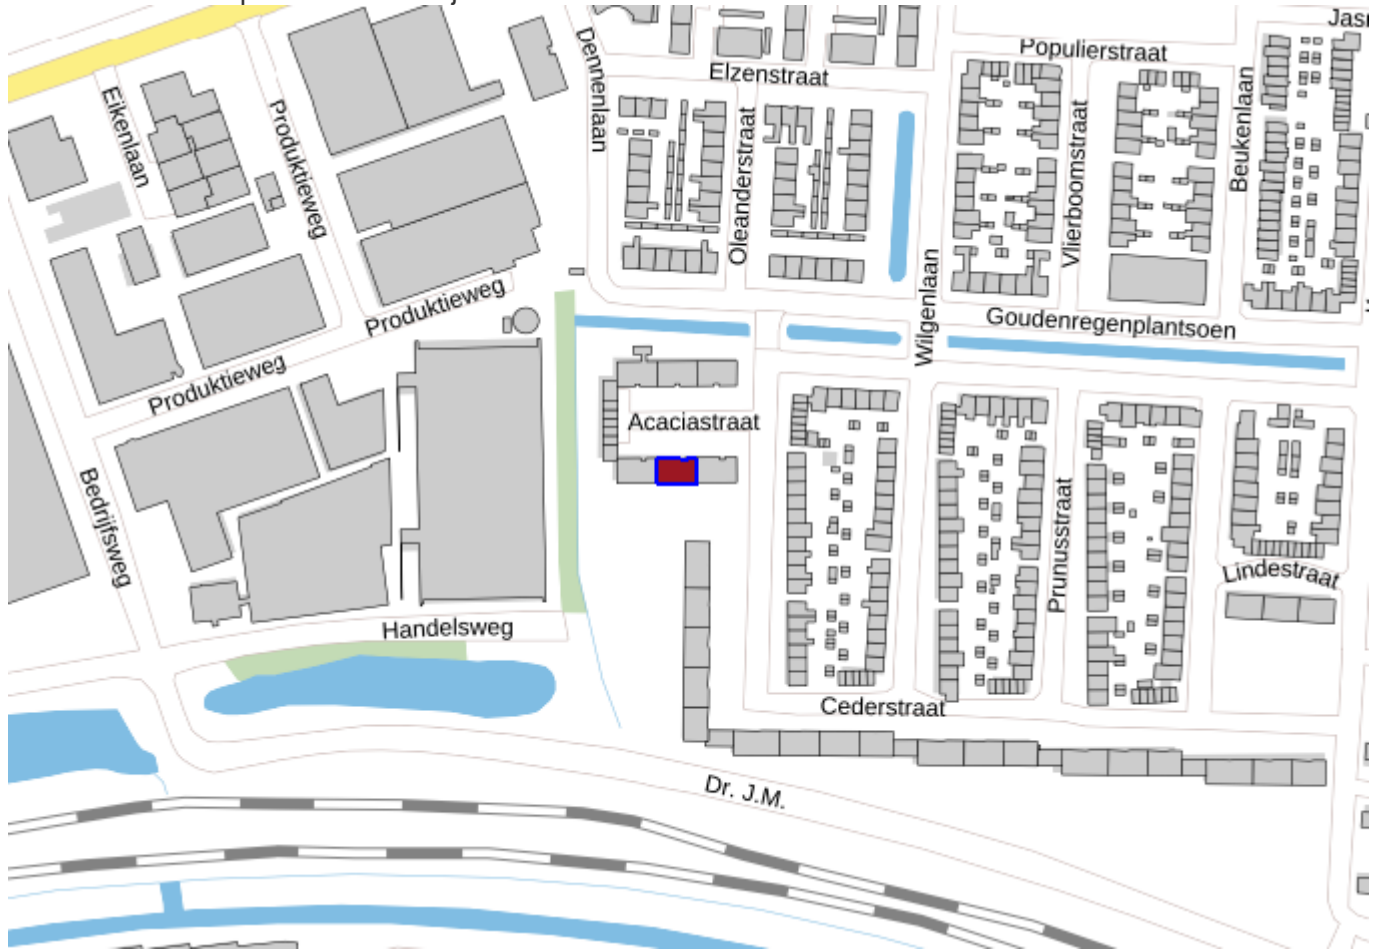 Jas
Populierstraat
Elzenstraat
Dennenlaan
Eikenlaan
Produktieweg
Oleanderstraat
Vlierboomstraat
Beukenlaan
Wilgenlaan
Produktieweg
Goudenregenplantsoen
Produktieweg
Acaciastraat
Bedrijfsweg
Prunusstraat
Lindestraat
Handelsweg
Cederstraat
Dr. J.M.